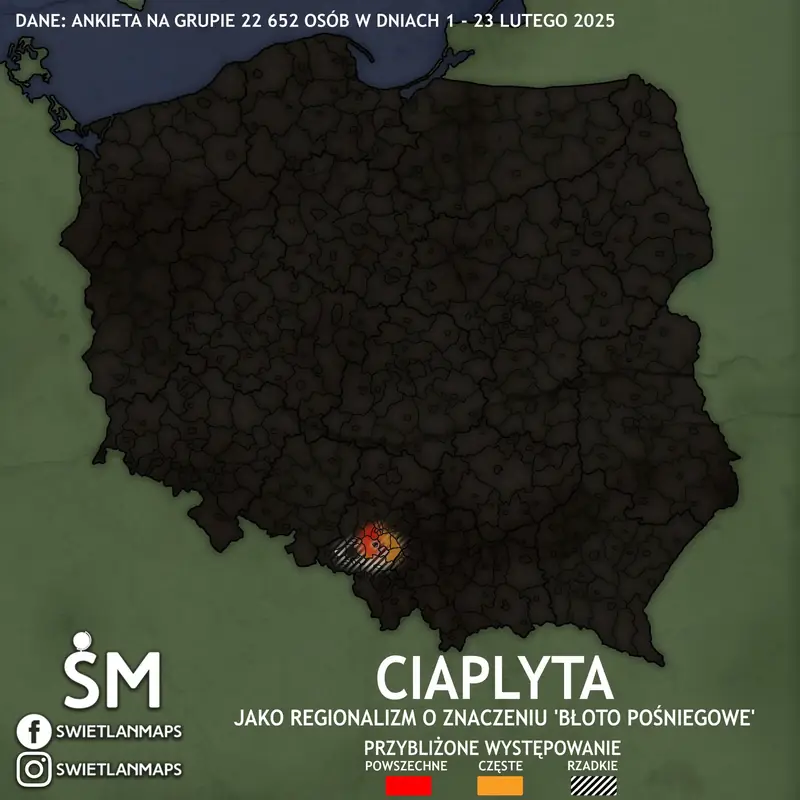 DANE: ANKIETA NA GRUPIE 22 652 OSÓB W DNIACH 1 - 23 LUTEGO 2025
ŚM
SWIETLANMAPS
SWIETLANMAPS
CIAPLYTA
JAKO REGIONALIZM O ZNACZENIU 'BŁOTO POŚNIEGOWE'
PRZYBLIŻONE WYSTĘPOWANIE
POWSZECHNE CZĘSTE RZADKIE